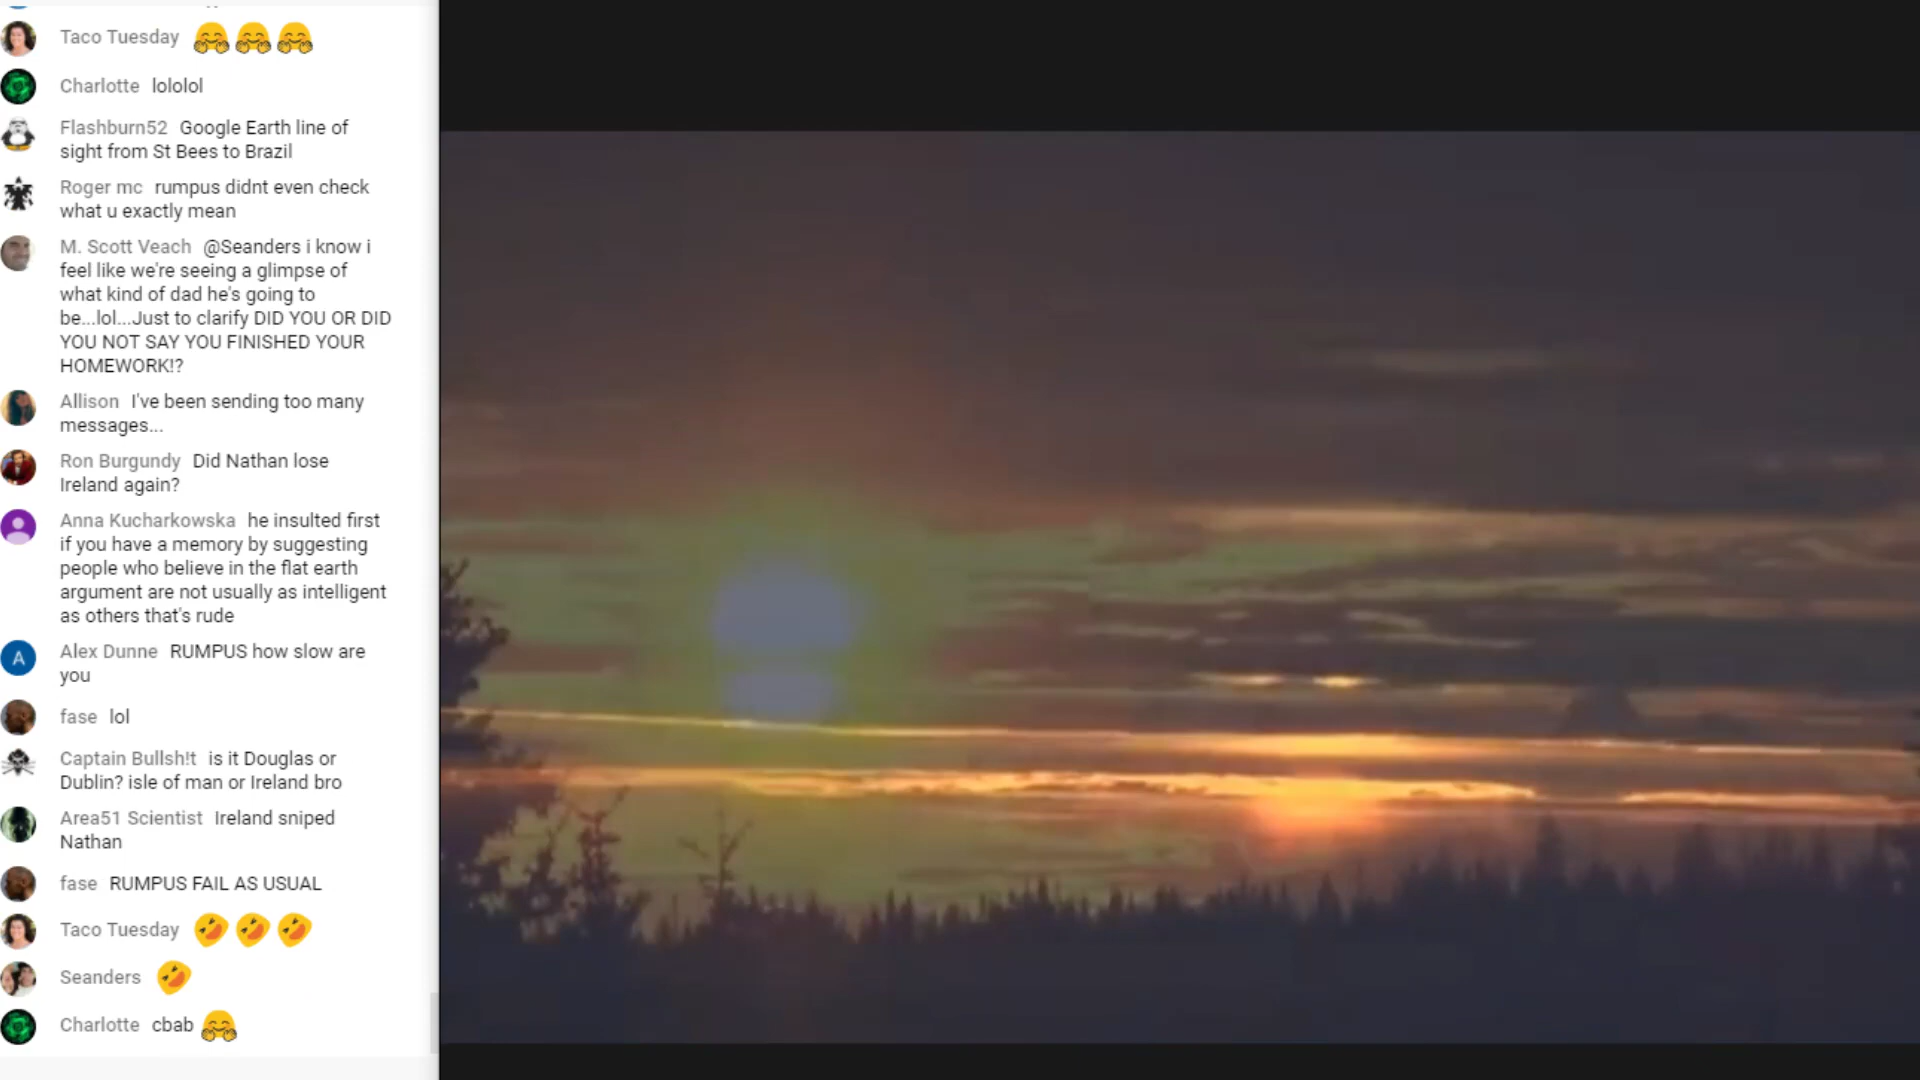 Taco Tuesday 🤗🤗🤗
Charlotte lololol
Flashburn52 Google Earth line of
sight from St Bees to Brazil
Roger mc rumpus didnt even check
what u exactly mean
M. Scott Veach @Seanders i know i
feel like we're seeing a glimpse of
what kind of dad he's going to
be...lol...Just to clarify DID YOU OR DID
YOU NOT SAY YOU FINISHED YOUR
HOMEWORK!?
Allison I've been sending too many
messages...
Ron Burgundy Did Nathan lose
Ireland again?
Anna Kucharkowska he insulted first
if you have a memory by suggesting
people who believe in the flat earth
argument are not usually as intelligent
as others that's rude
A Alex Dunne RUMPUS how slow are
you
fase lol
Captain Bullsh!t is it Douglas or
Dublin? isle of man or Ireland bro
Area51 Scientist Ireland sniped
Nathan
fase RUMPUS FAIL AS USUAL
Taco Tuesday 🤣🤣🤣
Seanders 🤣
Charlotte cbab 🤗